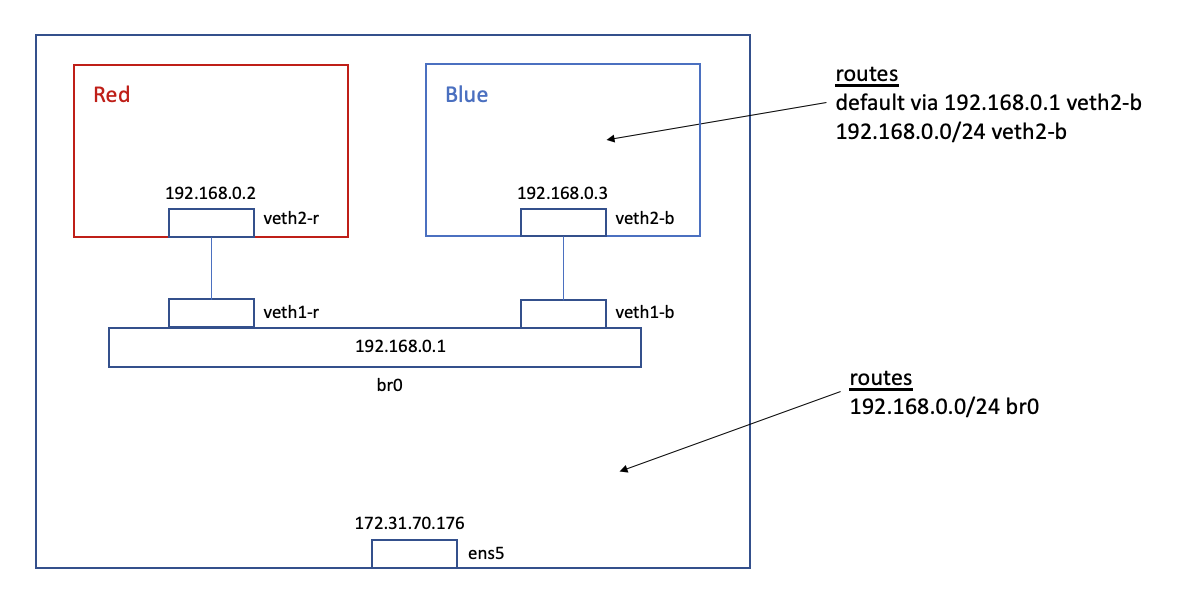 Red
Blue
routes
default via 192.168.0.1 veth2-b
192.168.0.0/24 veth2-b
192.168.0.2
192.168.0.3
veth2-r
veth2-b
veth1-r
veth1-b
192.168.0.1
br0
routes
192.168.0.0/24 br0
172.31.70.176
ens5